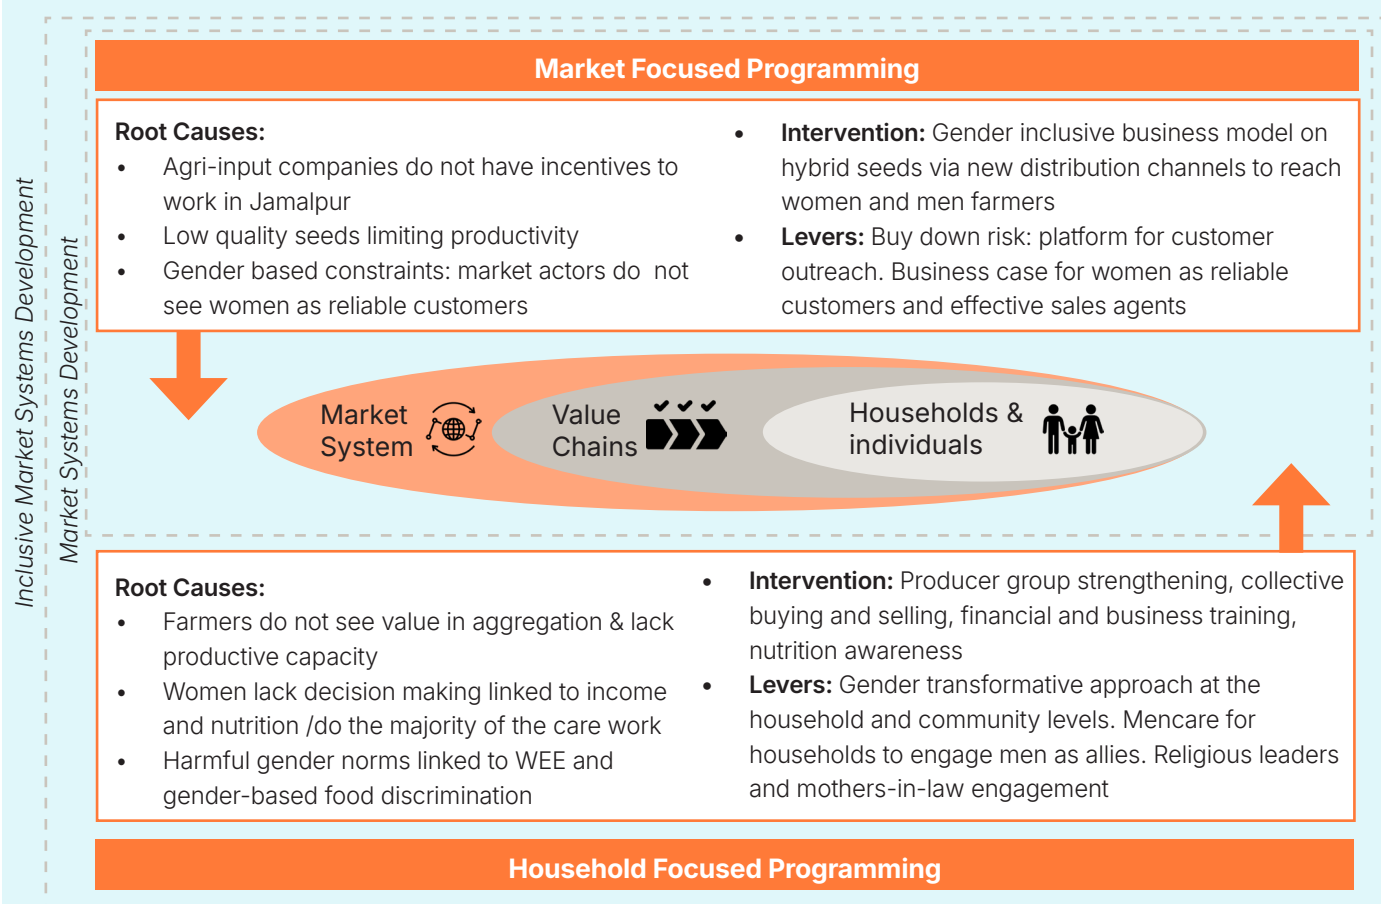 Inclusive Market Systems Development
Market Systems Development
Market Focused Programming
Root Causes:
• Agri-input companies do not have incentives to
work in Jamalpur
• Low quality seeds limiting productivity
• Gender based constraints: market actors do not
see women as reliable customers
• Intervention: Gender inclusive business model on
hybrid seeds via new distribution channels to reach
women and men farmers
• Levers: Buy down risk: platform for customer
outreach. Business case for women as reliable
customers and effective sales agents
Market
System
Value
Chains
Households &
individuals
Root Causes:
• Farmers do not see value in aggregation & lack
productive capacity
• Women lack decision making linked to income
and nutrition /do the majority of the care work
• Harmful gender norms linked to WEE and
gender-based food discrimination
• Intervention: Producer group strengthening, collective
buying and selling, financial and business training,
nutrition awareness
• Levers: Gender transformative approach at the
household and community levels. Mencare for
households to engage men as allies. Religious leaders
and mothers-in-law engagement
Household Focused Programming